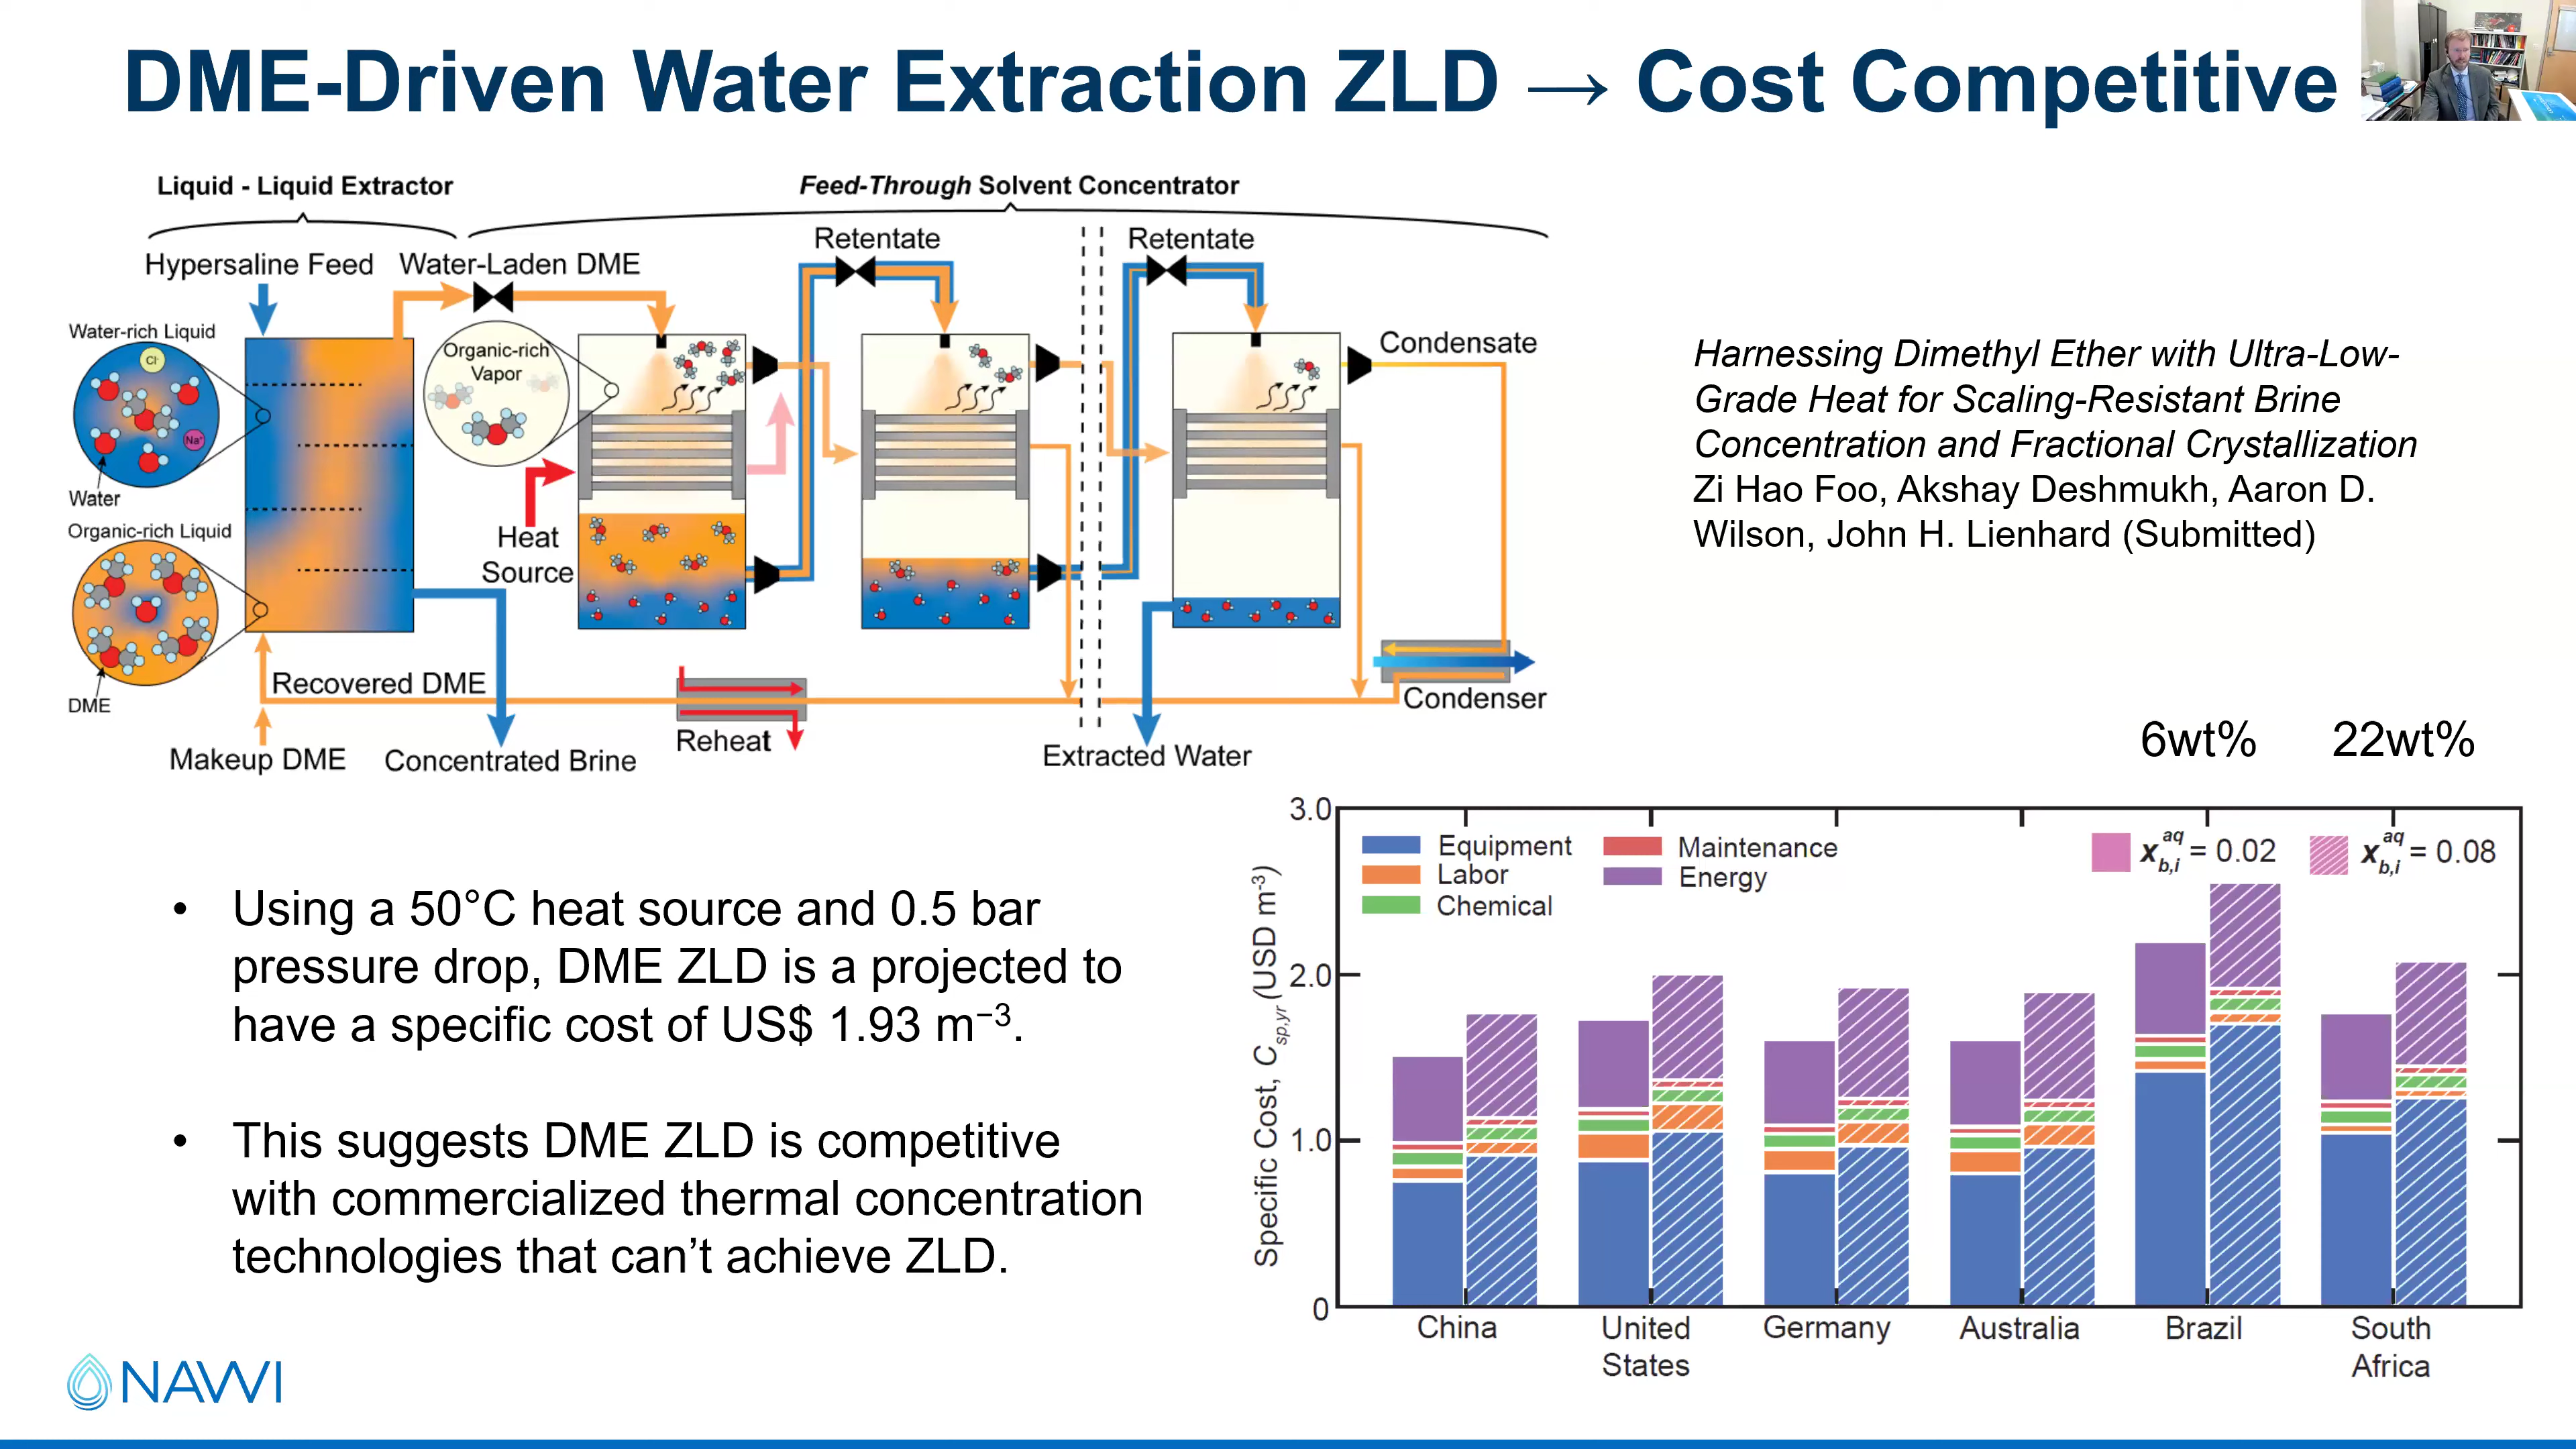 DME-Driven Water Extraction ZLD → Cost Competitive
Liquid - Liquid Extractor
Feed-Through Solvent Concentrator
Hypersaline Feed
Water-Laden DME
Retentate
Retentate
Water-rich Liquid
Cl-
Na+
Water
Organic-rich Liquid
DME
Organic-rich
Vapor
Heat
Source
Condensate
Condenser
Recovered DME
Reheat
Makeup DME
Concentrated Brine
Extracted Water
Harnessing Dimethyl Ether with Ultra-Low-
Grade Heat for Scaling-Resistant Brine
Concentration and Fractional Crystallization
Zi Hao Foo, Akshay Deshmukh, Aaron D.
Wilson, John H. Lienhard (Submitted)
• Using a 50°C heat source and 0.5 bar
pressure drop, DME ZLD is a projected to
have a specific cost of US$ 1.93 m⁻³.
• This suggests DME ZLD is competitive
with commercialized thermal concentration
technologies that can’t achieve ZLD.
6wt% 22wt%
Specific Cost, C sp,yr (USD m-3)
3.0
2.0
1.0
0
Equipment
Labor
Chemical
Maintenance
Energy
x aq b,i = 0.02
x aq b,i = 0.08
China
United
States
Germany
Australia
Brazil
South
Africa
NAWI